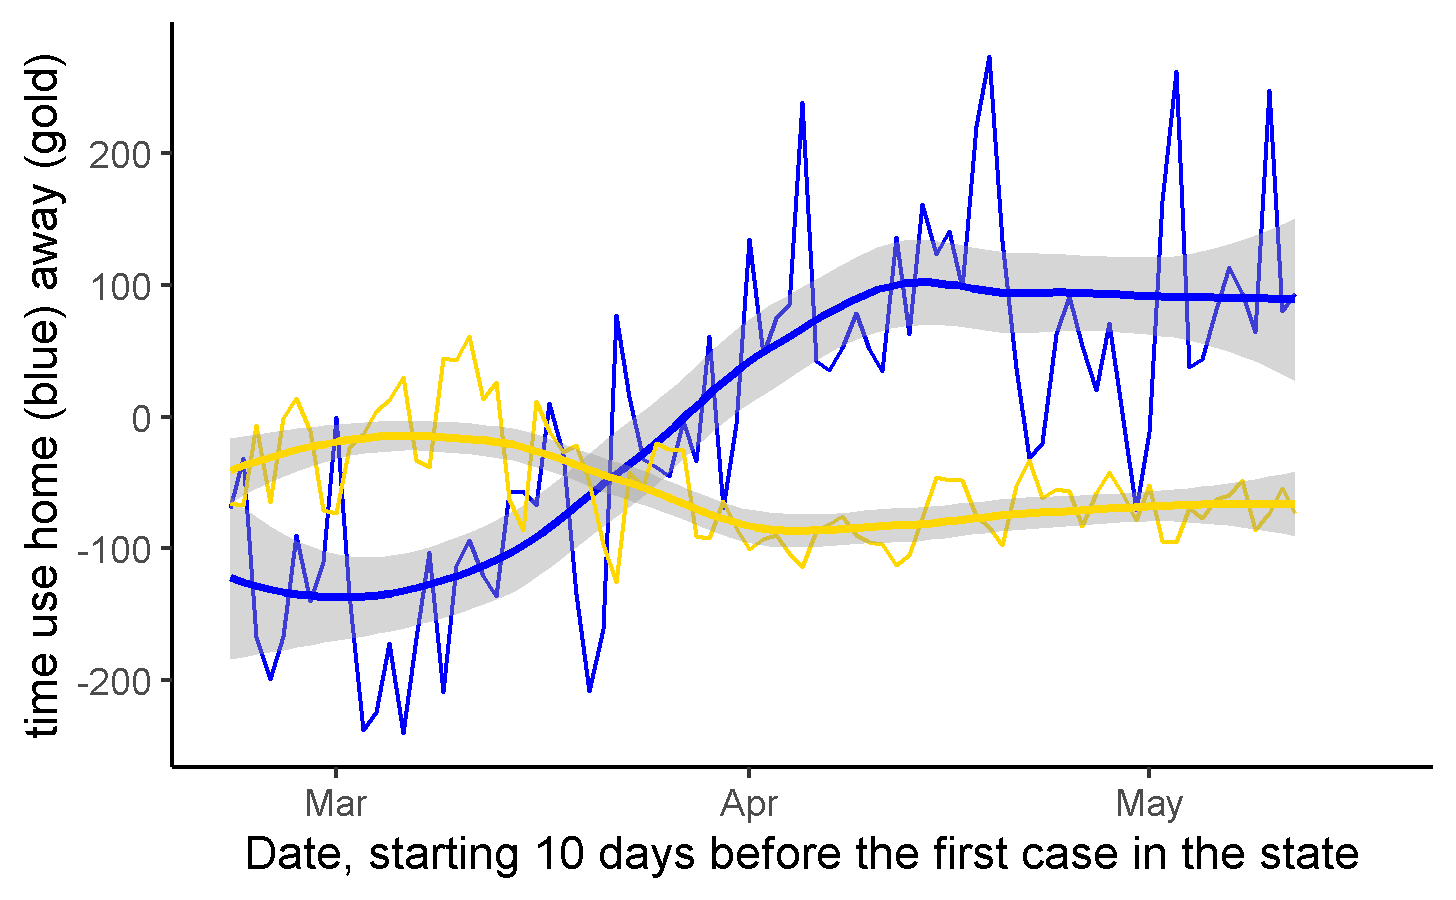 time use home (blue) away (gold)
200
100
0
-100
-200
Mar Apr May
Date, starting 10 days before the first case in the state